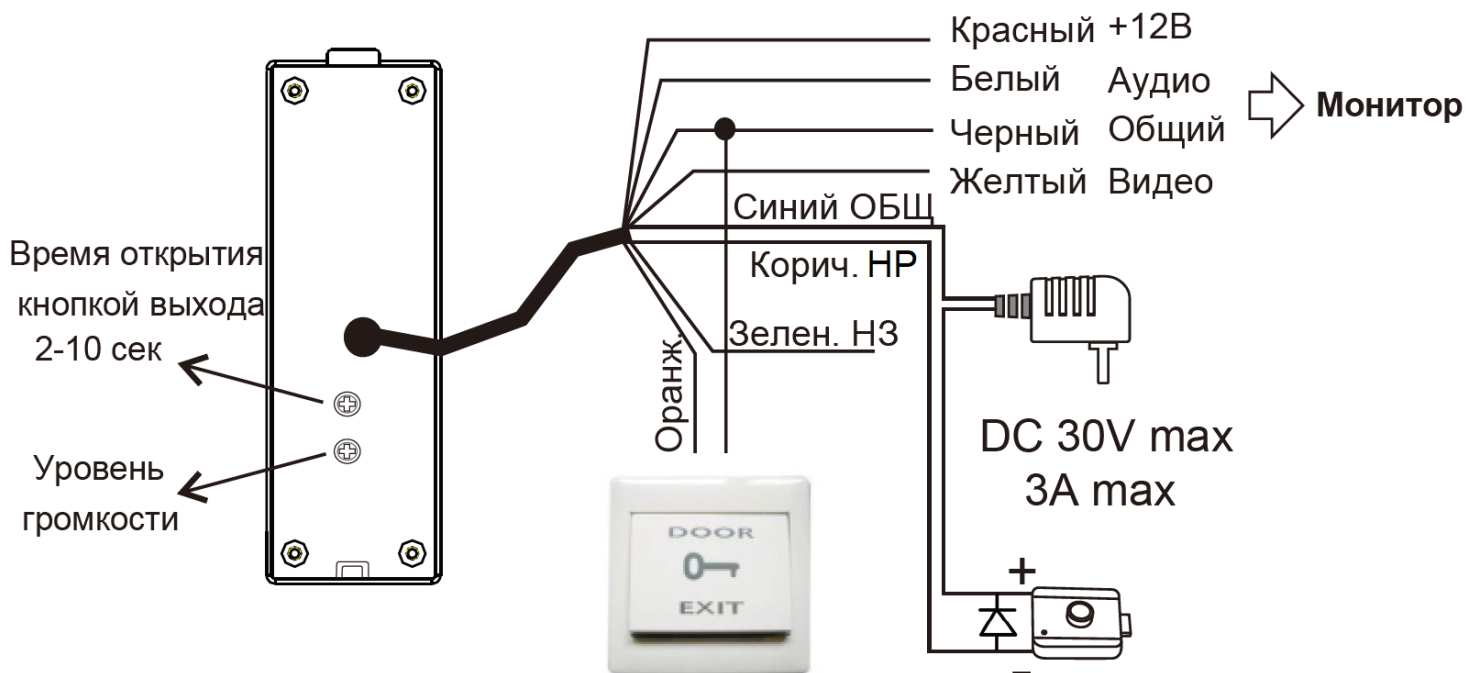 Красный +12В
Белый Аудио
Черный Общий
Монитор
Желтый Видео
Синий ОБЩ
Корич. НР
Зелен. НЗ
Оранж.
Время открытия
кнопкой выхода
2-10 сек
Уровень
громкости
DC 30V max
3A max
DOOR
EXIT
+
-